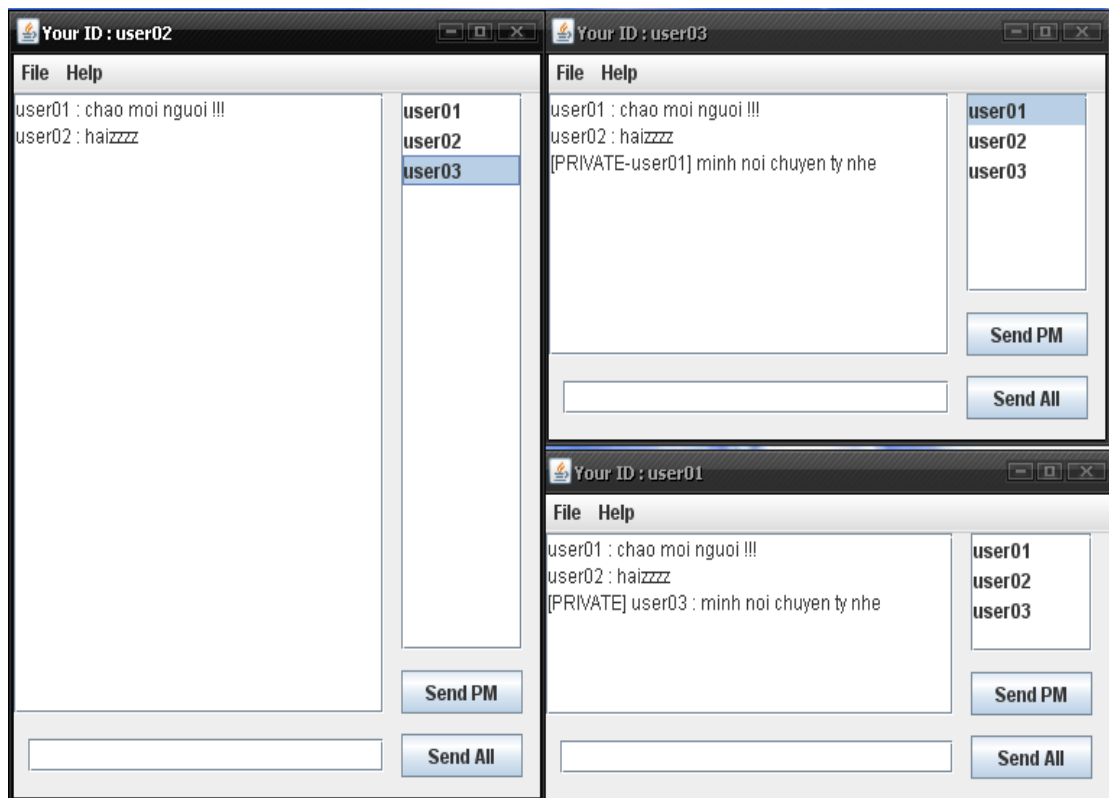 Your ID : user02
File Help
user01 : chao moi nguoi !!!
user02 : haizzzz
user01
user02
user03
Send PM
Send All
Your ID : user03
File Help
user01 : chao moi nguoi !!!
user02 : haizzzz
[PRIVATE-user01] minh noi chuyen ty nhe
user01
user02
user03
Send PM
Send All
Your ID : user01
File Help
user01 : chao moi nguoi !!!
user02 : haizzzz
[PRIVATE] user03 : minh noi chuyen ty nhe
user01
user02
user03
Send PM
Send All